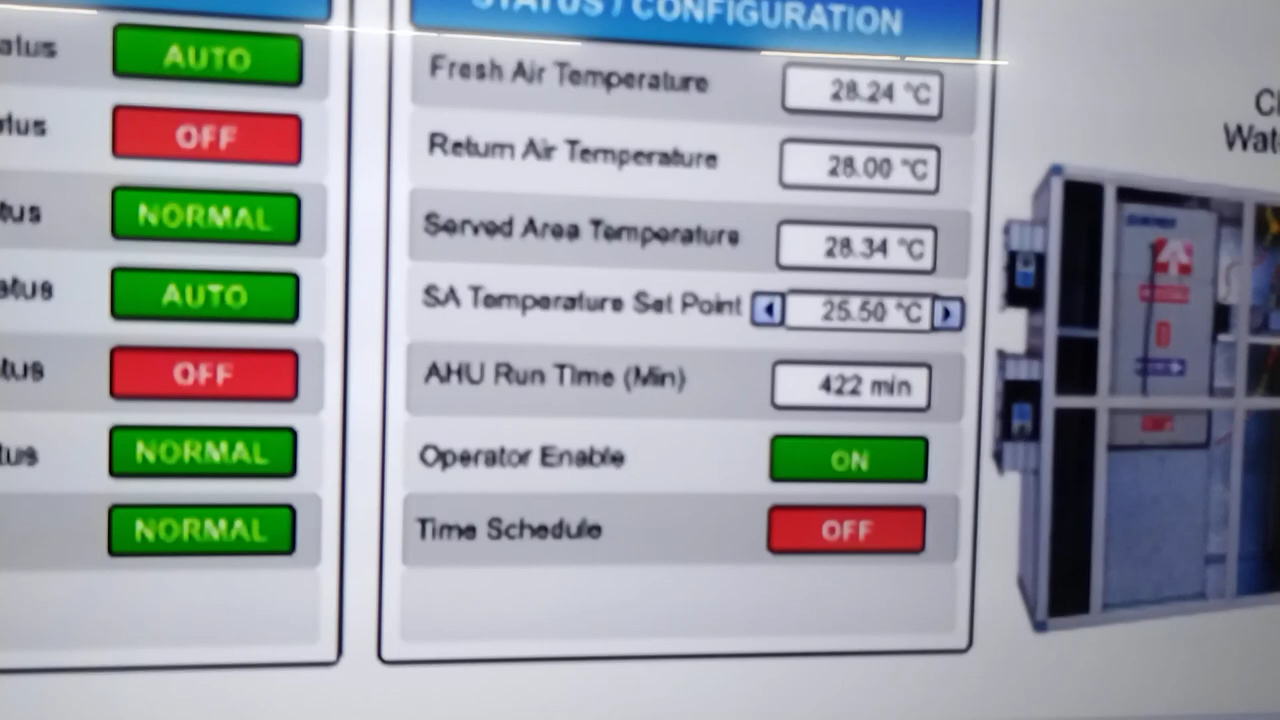 STATUS / CONFIGURATION
atus AUTO
atus OFF
tus NORMAL
atus AUTO
tus OFF
tus NORMAL
NORMAL
Fresh Air Temperature 28.24 °C
Return Air Temperature 28.00 °C
Served Area Temperature 28.34 °C
SA Temperature Set Point 25.50 °C
AHU Run Time (Min) 422 min
Operator Enable ON
Time Schedule OFF